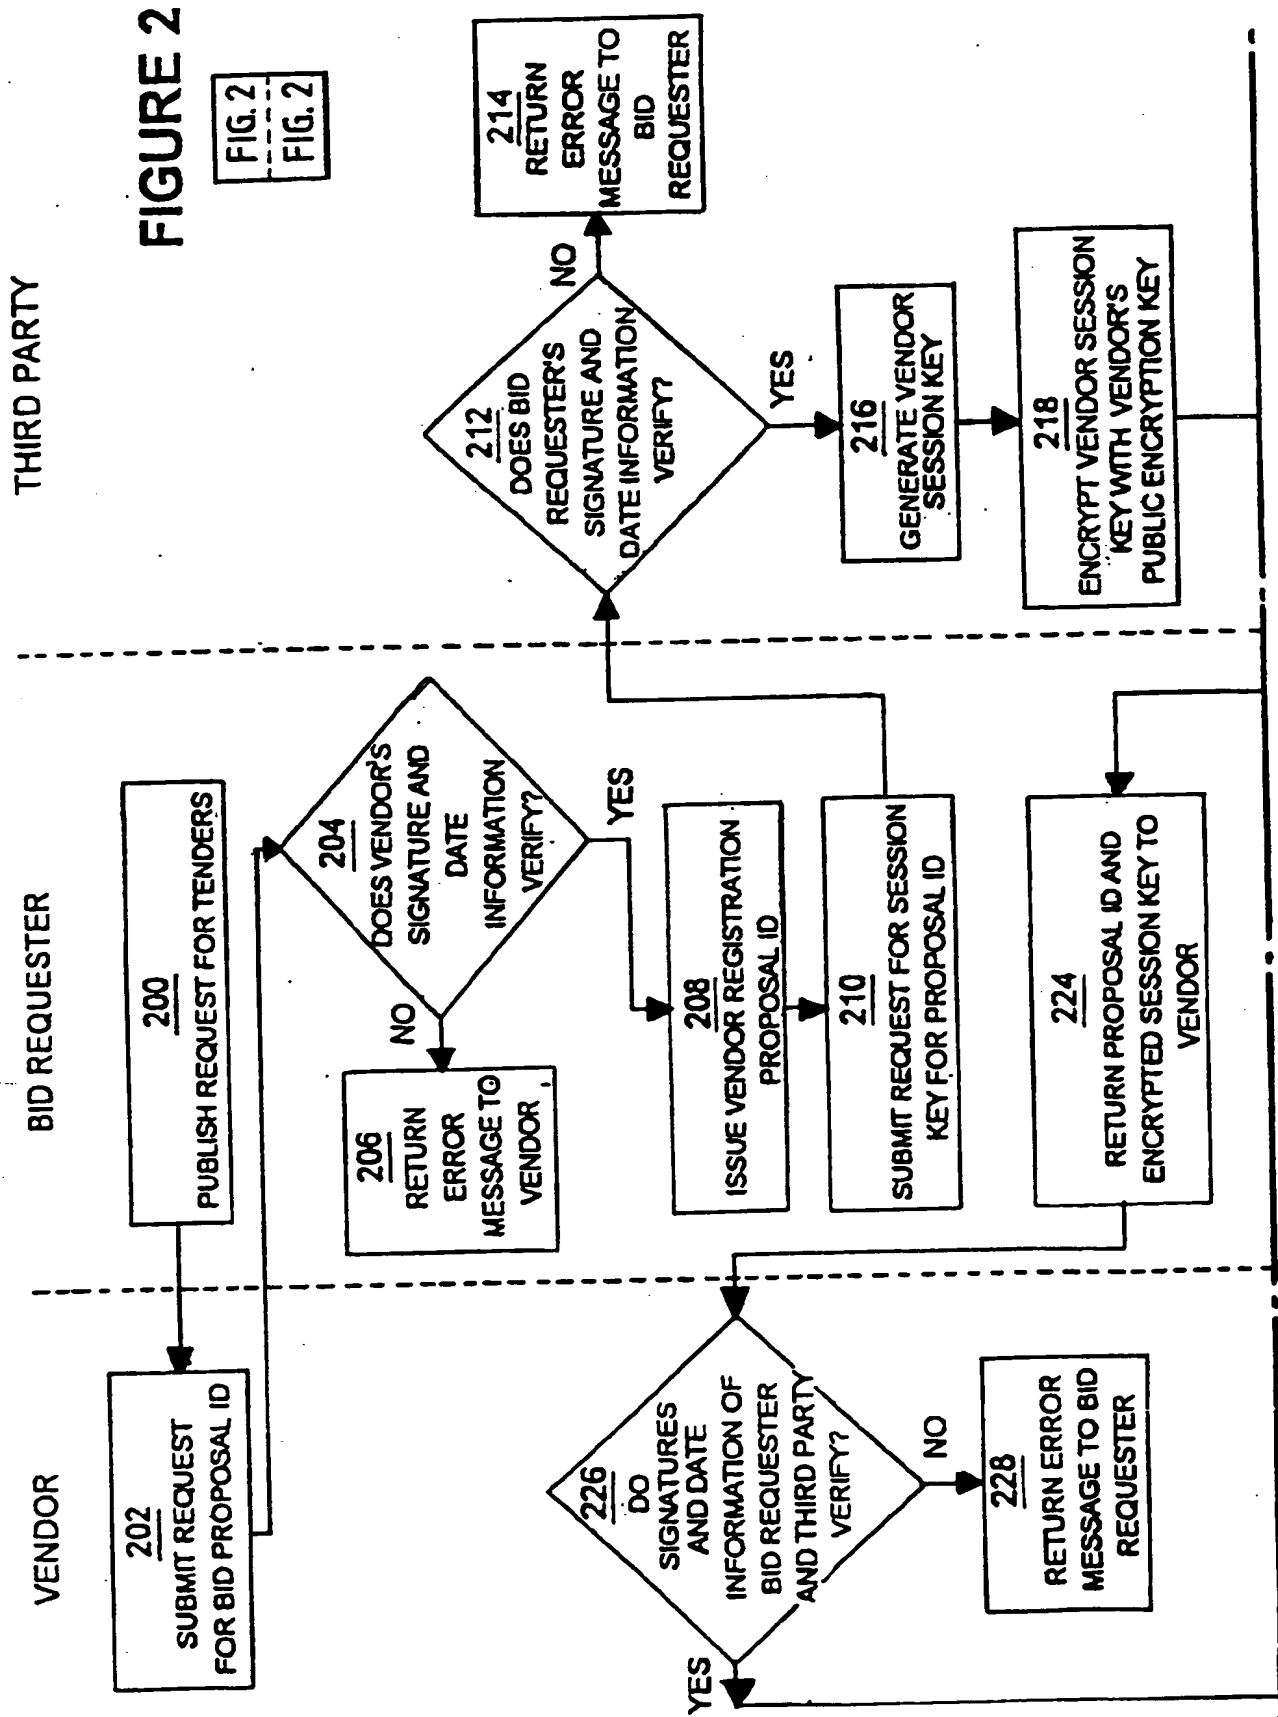 FIGURE 2
FIG. 2
FIG. 2
VENDOR
BID REQUESTER
THIRD PARTY
200
PUBLISH REQUEST FOR TENDERS
202
SUBMIT REQUEST
FOR BID PROPOSAL ID
204
DOES VENDOR'S
SIGNATURE AND
DATE
INFORMATION
VERIFY?
NO
YES
206
RETURN
ERROR
MESSAGE TO
VENDOR
208
ISSUE VENDOR REGISTRATION
PROPOSAL ID
210
SUBMIT REQUEST FOR SESSION
KEY FOR PROPOSAL ID
212
DOES BID
REQUESTER'S
SIGNATURE AND
DATE INFORMATION
VERIFY?
NO
YES
214
RETURN
ERROR
MESSAGE TO
BID
REQUESTER
216
GENERATE VENDOR
SESSION KEY
218
ENCRYPT VENDOR SESSION
KEY WITH VENDOR'S
PUBLIC ENCRYPTION KEY
224
RETURN PROPOSAL ID AND
ENCRYPTED SESSION KEY TO
VENDOR
226
DO
SIGNATURES
AND DATE
INFORMATION OF
BID REQUESTER
AND THIRD PARTY
VERIFY?
YES
NO
228
RETURN ERROR
MESSAGE TO BID
REQUESTER